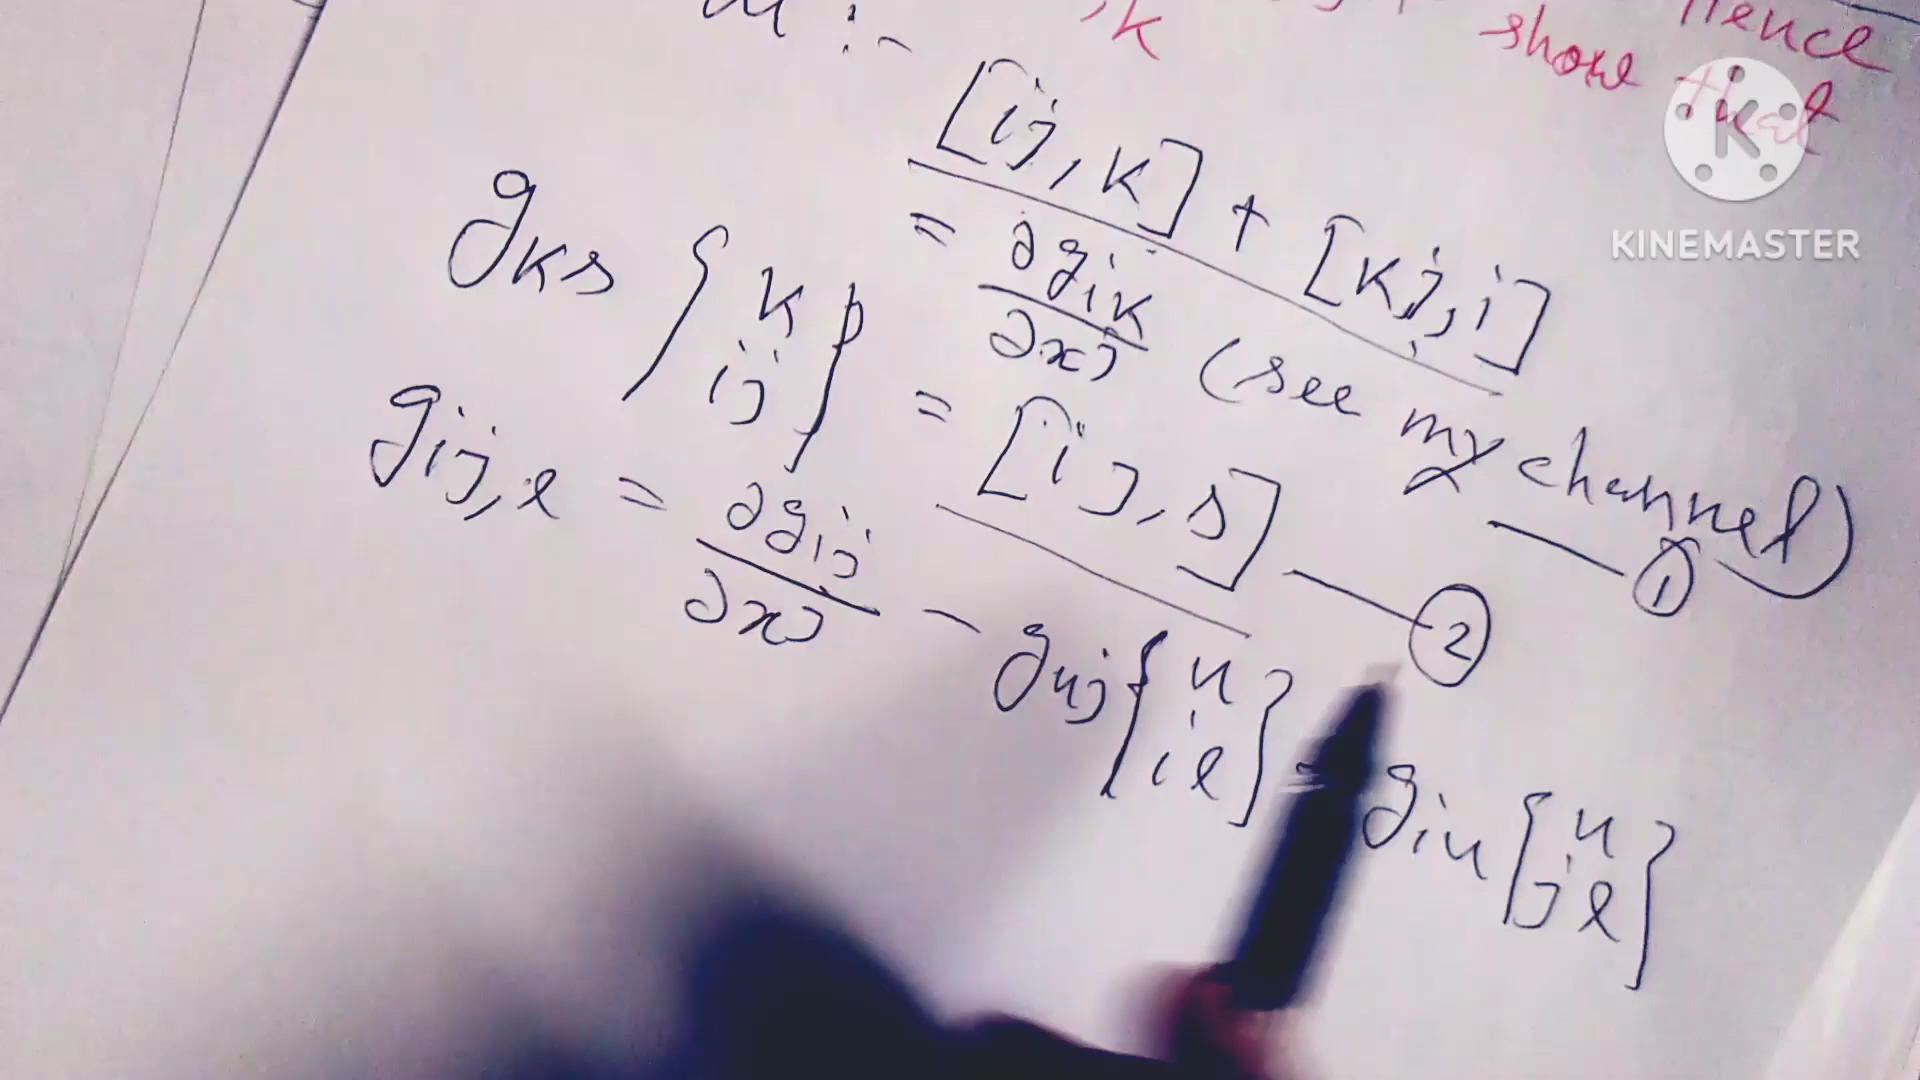 Hence
,k show that
:-
[ij,k] + [kj,i]
= ∂gik/∂xj (see my channel) — ①
gks {k ij} = [ij,s] — ②
gij,l = ∂gij/∂xj - guj {u il} - giu {u jl}
KINEMASTER